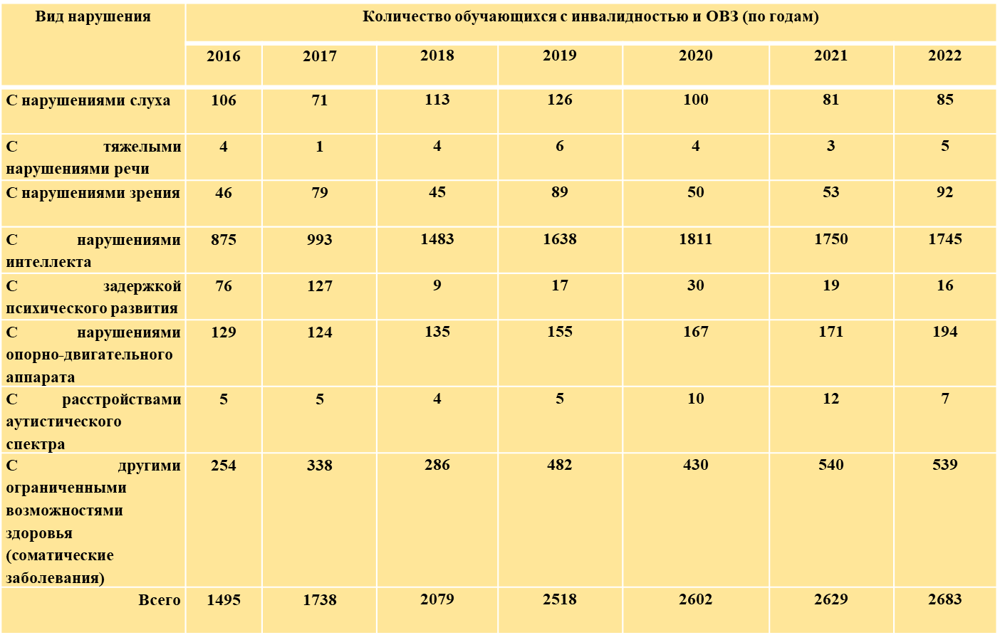 Вид нарушения Количество обучающихся с инвалидностью и ОВЗ (по годам)
2016 2017 2018 2019 2020 2021 2022
С нарушениями слуха 106 71 113 126 100 81 85
С тяжелыми 4 1 4 6 4 3 5
нарушениями речи
С нарушениями зрения 46 79 45 89 50 53 92
С нарушениями 875 993 1483 1638 1811 1750 1745
интеллекта
С задержкой 76 127 9 17 30 19 16
психического развития
С нарушениями 129 124 135 155 167 171 194
опорно-двигательного
аппарата
С расстройствами 5 5 4 5 10 12 7
аутистического
спектра
С другими 254 338 286 482 430 540 539
ограниченными
возможностями
здоровья
(соматические
заболевания)
Всего 1495 1738 2079 2518 2602 2629 2683